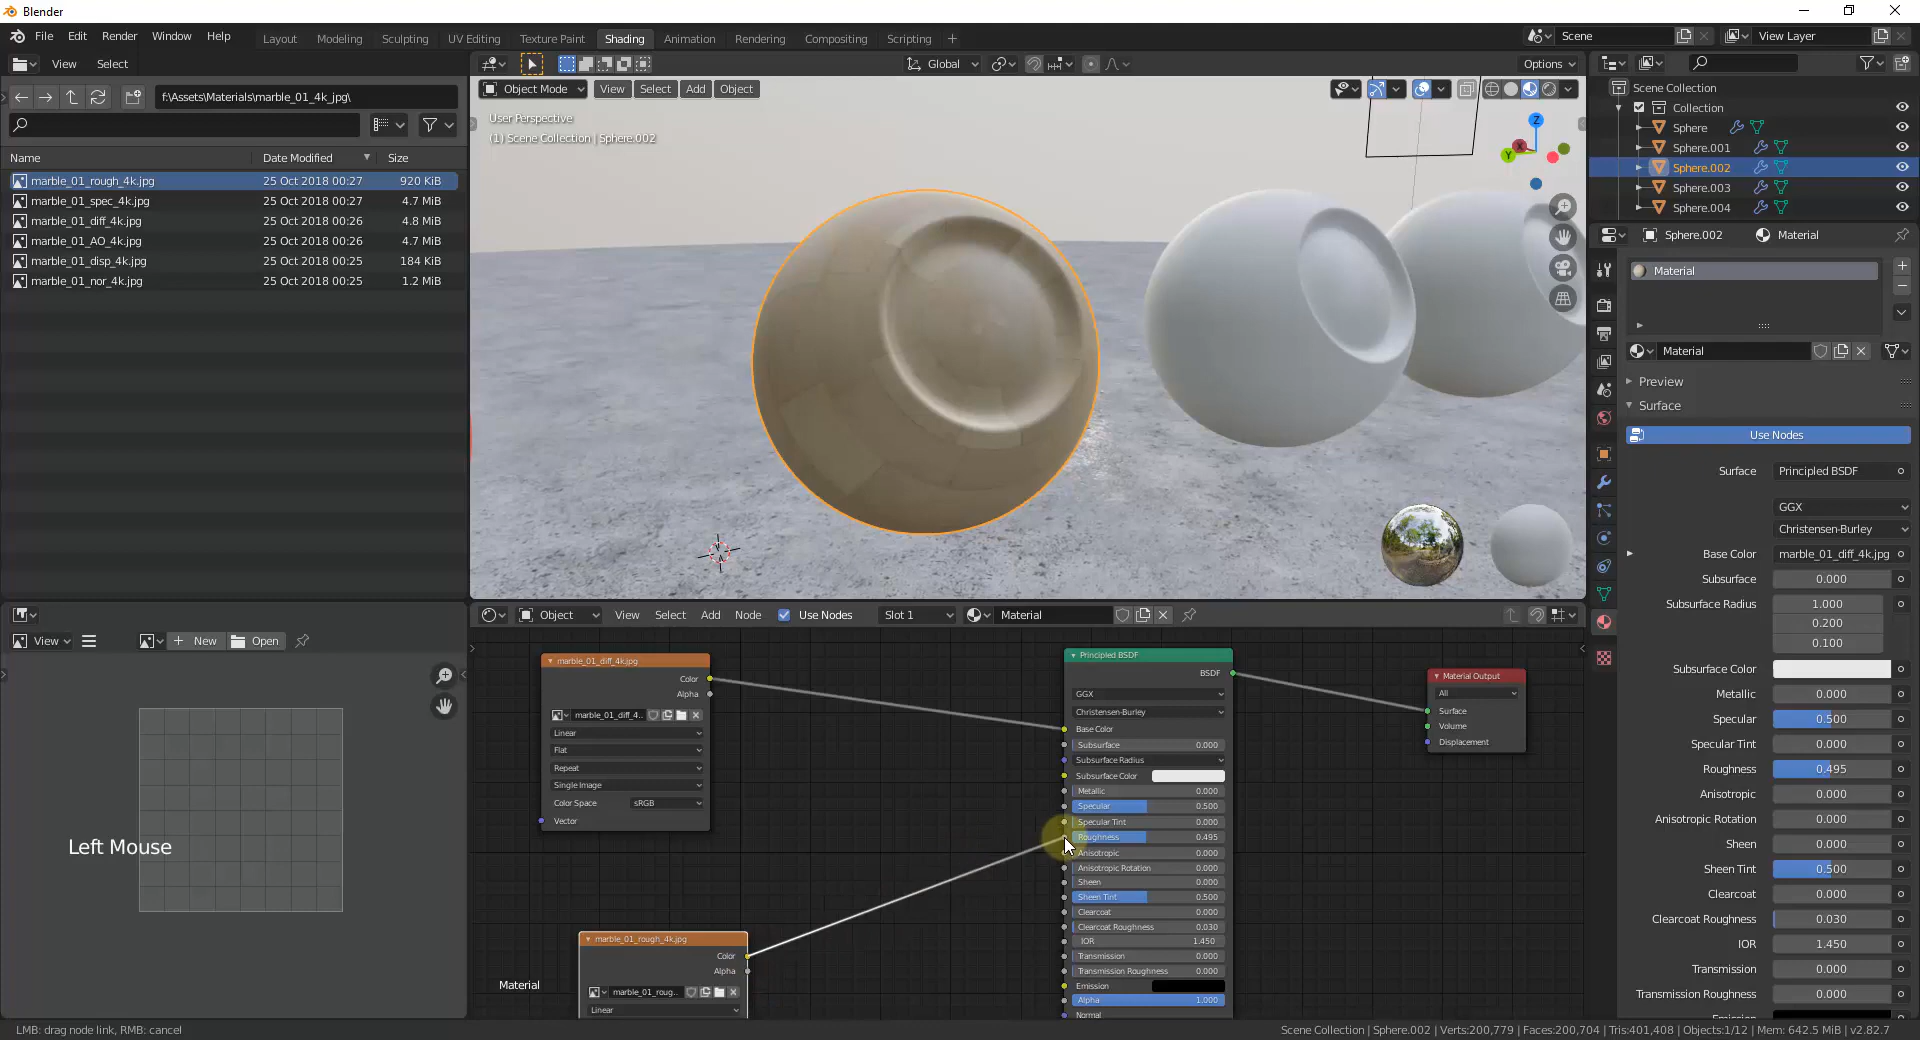 Blender
File Edit Render Window Help
Layout Modeling Sculpting UV Editing Texture Paint Shading Animation Rendering Compositing Scripting
Scene
View Layer
View Select
Global
Options
f:\Assets\Materials\marble_01_4k_jpg\
Object Mode View Select Add Object
User Perspective
(1) Scene Collection | Sphere.002
Name Date Modified Size
marble_01_rough_4k.jpg 25 Oct 2018 00:27 920 KiB
marble_01_spec_4k.jpg 25 Oct 2018 00:27 4.7 MiB
marble_01_diff_4k.jpg 25 Oct 2018 00:26 4.8 MiB
marble_01_AO_4k.jpg 25 Oct 2018 00:26 4.7 MiB
marble_01_disp_4k.jpg 25 Oct 2018 00:25 184 KiB
marble_01_nor_4k.jpg 25 Oct 2018 00:25 1.2 MiB
Z
Y
X
Scene Collection
Collection
Sphere
Sphere.001
Sphere.002
Sphere.003
Sphere.004
Sphere.002 Material
Material
Material
Preview
Surface
Use Nodes
Surface Principled BSDF
GGX
Christensen-Burley
Base Color marble_01_diff_4k.jpg
Subsurface 0.000
Subsurface Radius 1.000
0.200
0.100
Subsurface Color
Metallic 0.000
Specular 0.500
Specular Tint 0.000
Roughness 0.495
Anisotropic 0.000
Anisotropic Rotation 0.000
Sheen 0.000
Sheen Tint 0.500
Clearcoat 0.000
Clearcoat Roughness 0.030
IOR 1.450
Transmission 0.000
Transmission Roughness 0.000
Emission
View New Open
Left Mouse
Object View Select Add Node Use Nodes Slot 1 Material
marble_01_diff_4k.jpg
Color
Alpha
marble_01_diff_4..
Linear
Flat
Repeat
Single Image
Color Space sRGB
Vector
marble_01_rough_4k.jpg
Color
Alpha
marble_01_roug..
Linear
Material
Principled BSDF
BSDF
GGX
Christensen-Burley
Base Color
Subsurface 0.000
Subsurface Radius
Subsurface Color
Metallic 0.000
Specular 0.500
Specular Tint 0.000
Roughness 0.495
Anisotropic 0.000
Anisotropic Rotation 0.000
Sheen 0.000
Sheen Tint 0.500
Clearcoat 0.000
Clearcoat Roughness 0.030
IOR 1.450
Transmission 0.000
Transmission Roughness 0.000
Emission
Alpha 1.000
Normal
Material Output
All
Surface
Volume
Displacement
LMB: drag node link, RMB: cancel
Scene Collection | Sphere.002 | Verts:200,779 | Faces:200,704 | Tris:401,408 | Objects:1/12 | Mem: 642.5 MiB | v2.82.7